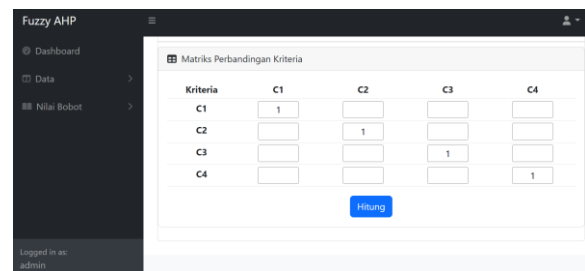 Fuzzy AHP
Dashboard
Data
Nilai Bobot
Logged in as:
admin
Matriks Perbandingan Kriteria
Kriteria C1 C2 C3 C4
C1 1
C2 1
C3 1
C4 1
Hitung